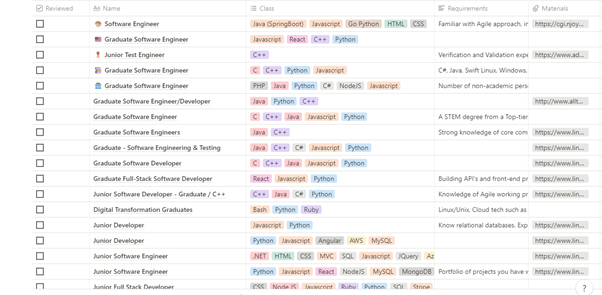 Reviewed Name Class Requirements Materials
Software Engineer Java (SpringBoot) Javascript Go Python HTML CSS Familiar with Agile approach, ir https://cgi.njoy...
Graduate Software Engineer Javascript React C++ Python
Junior Test Engineer C++ Verification and Validation expe https://www.ad...
Graduate Software Engineer C C++ Python Javascript C#, Java, Swift Linux, Windows,
Graduate Software Engineer PHP Java Python C# NodeJS Javascript Number of non-academic pers
Graduate Software Engineer/Developer Java Python C++ http://www.allt...
Graduate Software Engineer C C++ Java Javascript Python A STEM degree from a Top-tier
Graduate Software Engineers Java C++ Strong knowledge of core com https://www.lin...
Graduate - Software Engineering & Testing Java C++ C# Javascript Python https://www.lin...
Graduate Software Developer C C++ Java Javascript Python https://www.lin...
Graduate Full-Stack Software Developer React Javascript Python Building API's and front-end pr https://www.lin...
Junior Software Developer - Graduate / C++ C++ Java C# Python Knowledge of Agile working pr https://www.lin...
Digital Transformation Graduates Bash Python Ruby Linux/Unix, Cloud tech such as https://www.lin...
Junior Developer Javascript Python Know relational databases. Exp https://www.lin...
Junior Developer Python Javascript Angular AWS MySQL https://www.lin...
Junior Software Engineer .NET HTML CSS MVC SQL Javascript JQuery Az https://www.lin...
Junior Software Engineer Python Javascript React NodeJS MySQL MongoDB Portfolio of projects you have v https://www.lin...
Junior Full Stack Developer CSS Node JS Javascript Ruby Python SQL Stripe https://www.lin...
?